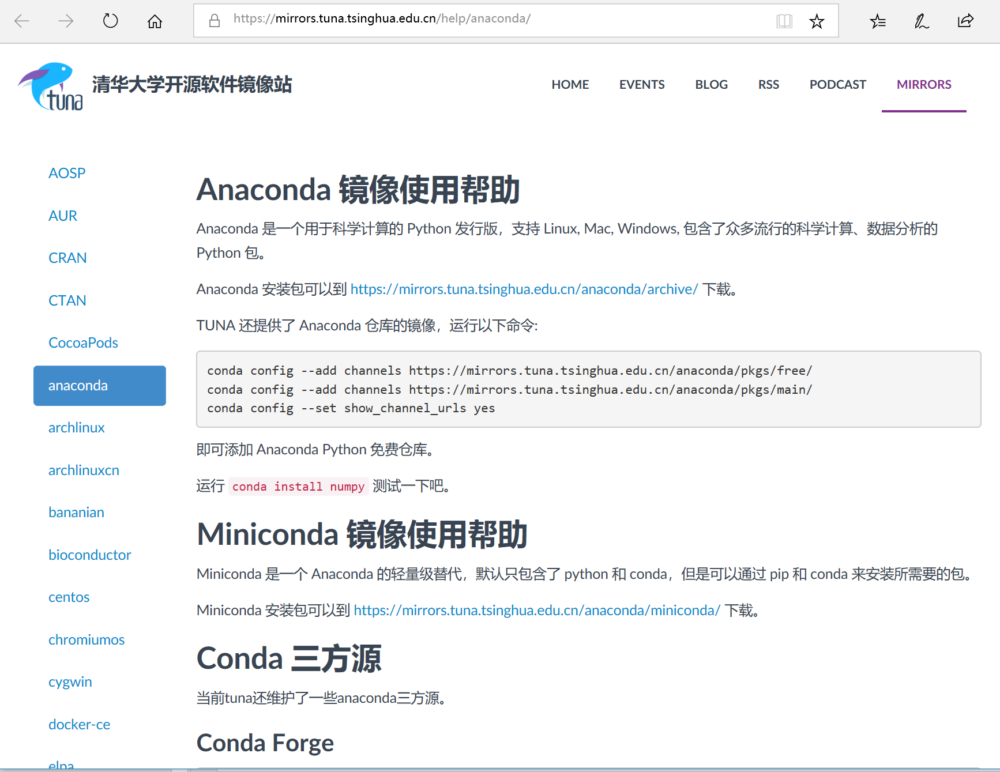 https://mirrors.tuna.tsinghua.edu.cn/help/anaconda/
tuna
清华大学开源软件镜像站
HOME EVENTS BLOG RSS PODCAST MIRRORS
AOSP
AUR
CRAN
CTAN
CocoaPods
anaconda
archlinux
archlinuxcn
bananian
bioconductor
centos
chromiumos
cygwin
docker-ce
elpa
Anaconda 镜像使用帮助
Anaconda 是一个用于科学计算的 Python 发行版，支持 Linux, Mac, Windows, 包含了众多流行的科学计算、数据分析的
Python 包。
Anaconda 安装包可以到 https://mirrors.tuna.tsinghua.edu.cn/anaconda/archive/ 下载。
TUNA 还提供了 Anaconda 仓库的镜像，运行以下命令:
conda config --add channels https://mirrors.tuna.tsinghua.edu.cn/anaconda/pkgs/free/
conda config --add channels https://mirrors.tuna.tsinghua.edu.cn/anaconda/pkgs/main/
conda config --set show_channel_urls yes
即可添加 Anaconda Python 免费仓库。
运行 conda install numpy 测试一下吧。
Miniconda 镜像使用帮助
Miniconda 是一个 Anaconda 的轻量级替代，默认只包含了 python 和 conda，但是可以通过 pip 和 conda 来安装所需要的包。
Miniconda 安装包可以到 https://mirrors.tuna.tsinghua.edu.cn/anaconda/miniconda/ 下载。
Conda 三方源
当前tuna还维护了一些anaconda三方源。
Conda Forge